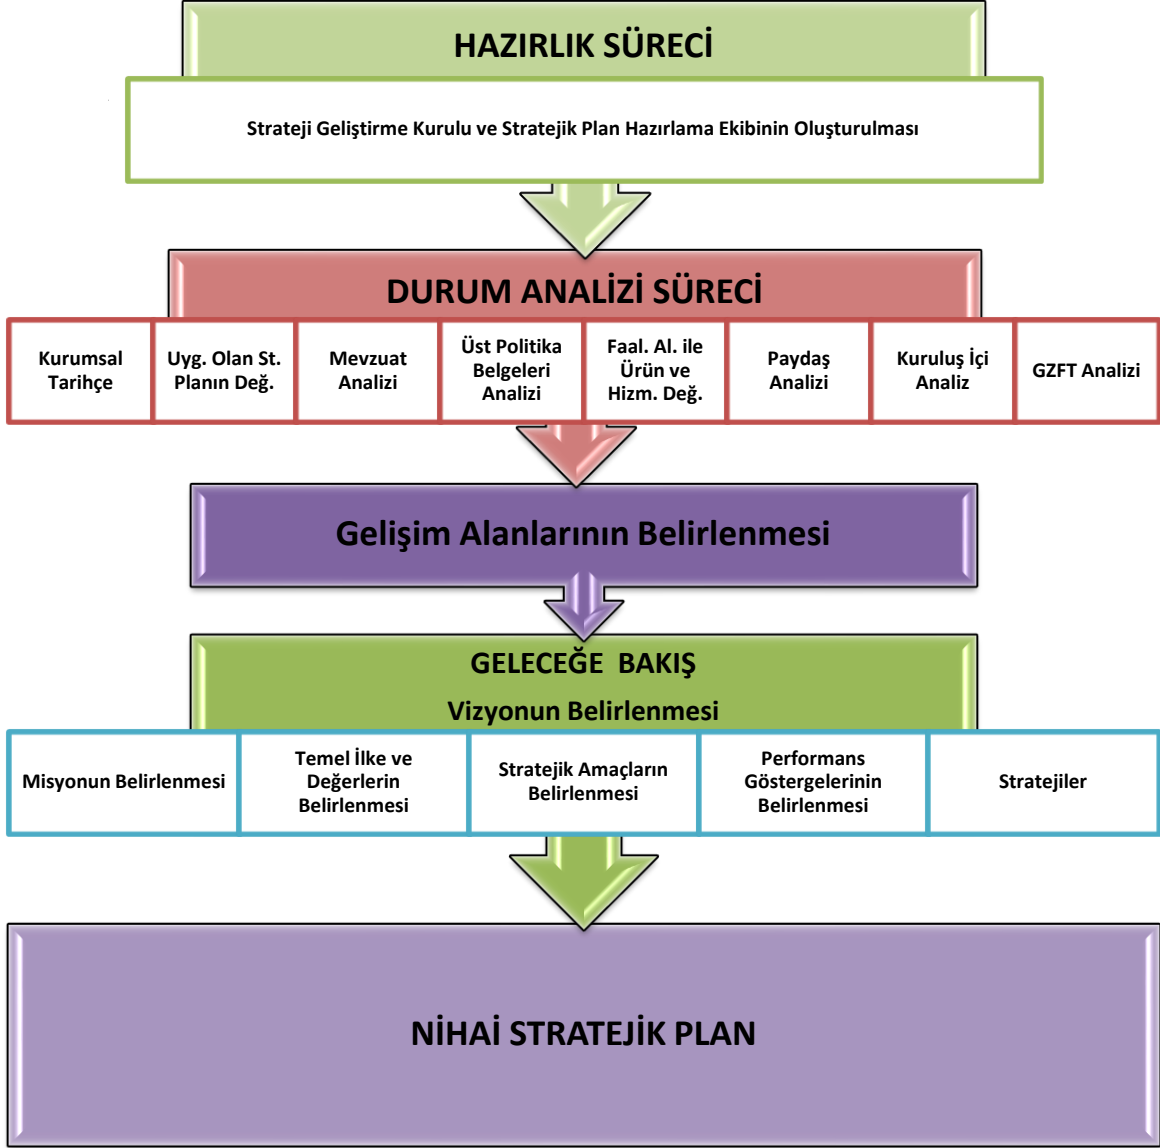 HAZIRLIK SÜRECİ
Strateji Geliştirme Kurulu ve Stratejik Plan Hazırlama Ekibinin Oluşturulması
DURUM ANALİZİ SÜRECİ
Kurumsal
Tarihçe
Uyg. Olan St.
Planın Değ.
Mevzuat
Analizi
Üst Politika
Belgeleri
Analizi
Faal. Al. ile
Ürün ve
Hizm. Değ.
Paydaş
Analizi
Kuruluş İçi
Analiz
GZFT Analizi
Gelişim Alanlarının Belirlenmesi
GELECEĞE  BAKIŞ
Vizyonun Belirlenmesi
Misyonun Belirlenmesi
Temel İlke ve
Değerlerin
Belirlenmesi
Stratejik Amaçların
Belirlenmesi
Performans
Göstergelerinin
Belirlenmesi
Stratejiler
NİHAİ STRATEJİK PLAN